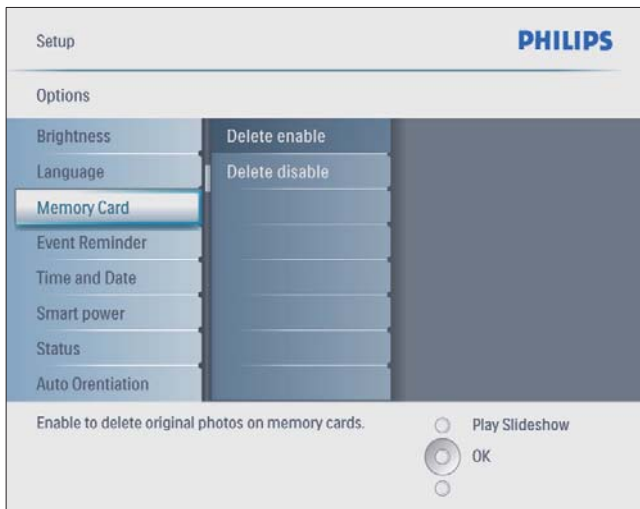 Setup
PHILIPS
Options
Brightness
Delete enable
Language
Delete disable
Memory Card
Event Reminder
Time and Date
Smart power
Status
Auto Orentiation
Enable to delete original photos on memory cards.
Play Slideshow
OK